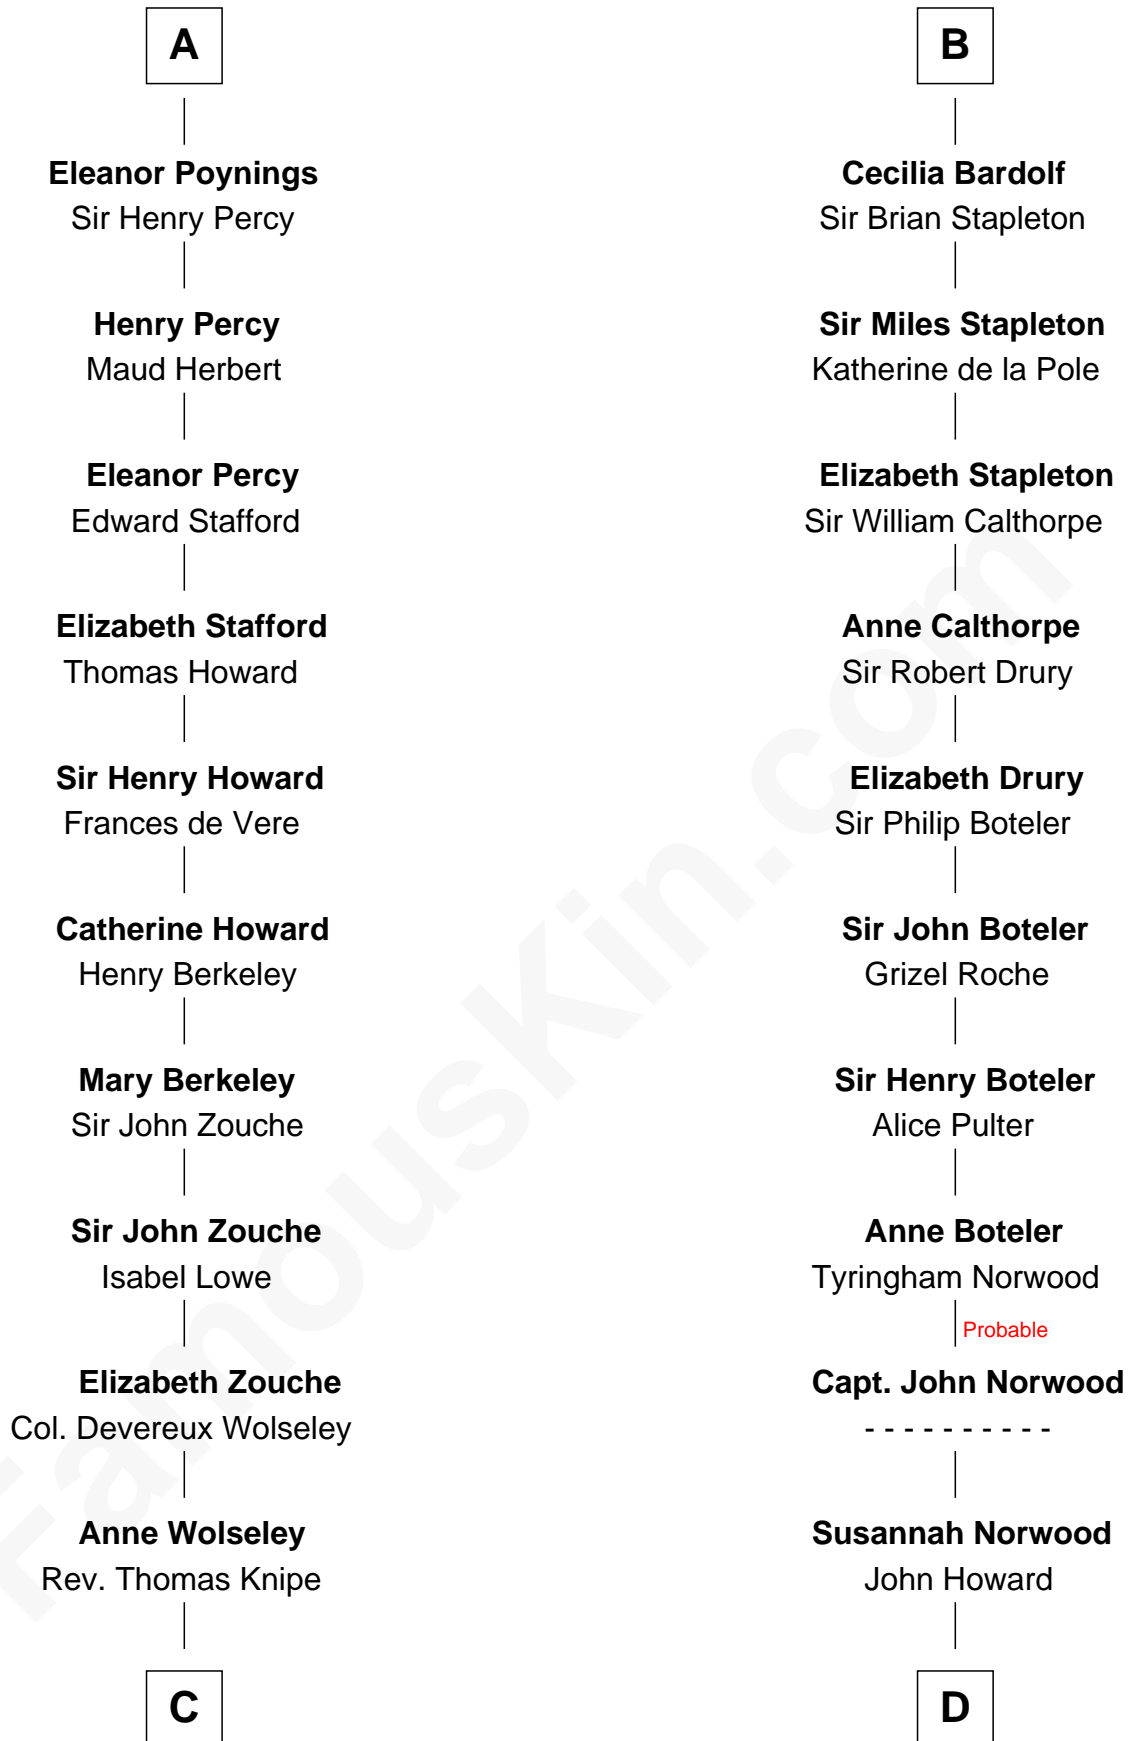 A
Eleanor Poynings
Sir Henry Percy
Henry Percy
Maud Herbert
Eleanor Percy
Edward Stafford
Elizabeth Stafford
Thomas Howard
Sir Henry Howard
Frances de Vere
Catherine Howard
Henry Berkeley
Mary Berkeley
Sir John Zouche
Sir John Zouche
Isabel Lowe
Elizabeth Zouche
Col. Devereux Wolseley
Anne Wolseley
Rev. Thomas Knipe
C
B
Cecilia Bardolf
Sir Brian Stapleton
Sir Miles Stapleton
Katherine de la Pole
Elizabeth Stapleton
Sir William Calthorpe
Anne Calthorpe
Sir Robert Drury
Elizabeth Drury
Sir Philip Boteler
Sir John Boteler
Grizel Roche
Sir Henry Boteler
Alice Pulter
Anne Boteler
Tyringham Norwood
Probable
Capt. John Norwood
- - - - - - - - - -
Susannah Norwood
John Howard
D
FamousKin.com